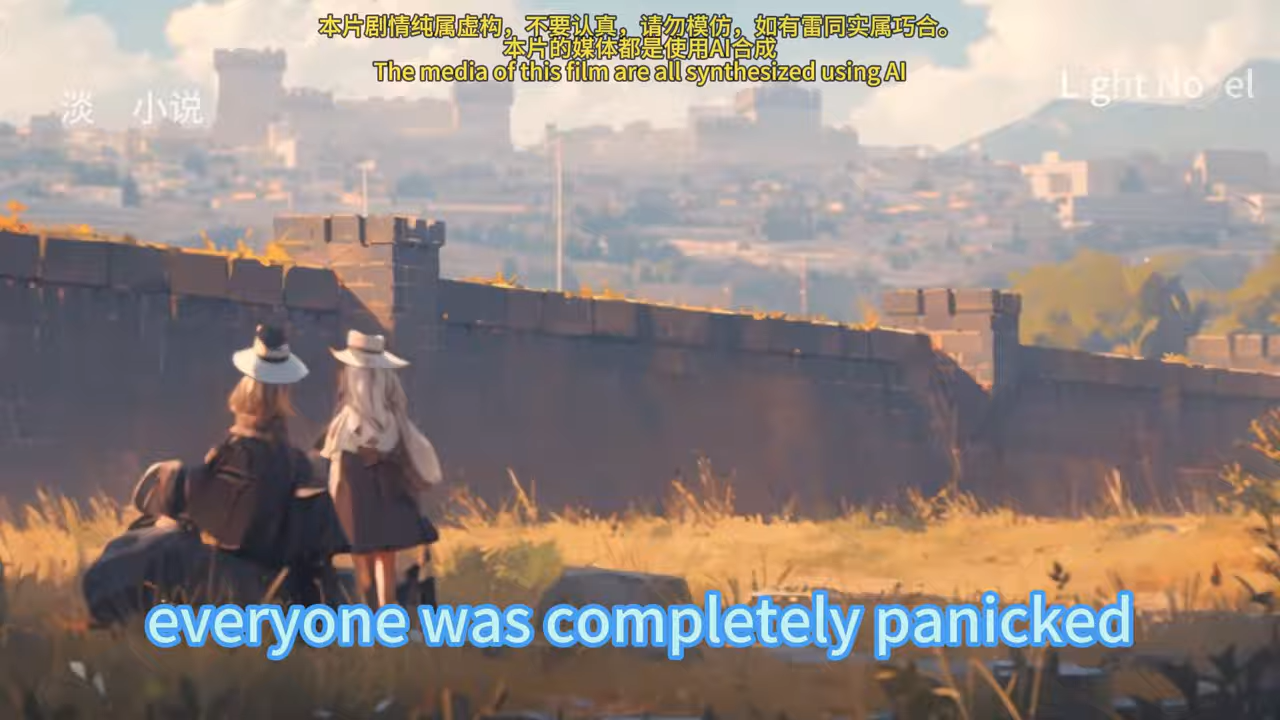 本片剧情纯属虚构，不要认真，请勿模仿，如有雷同实属巧合。
本片的媒体都是使用AI合成
The media of this film are all synthesized using AI
淡 小说
Light No el
everyone was completely panicked